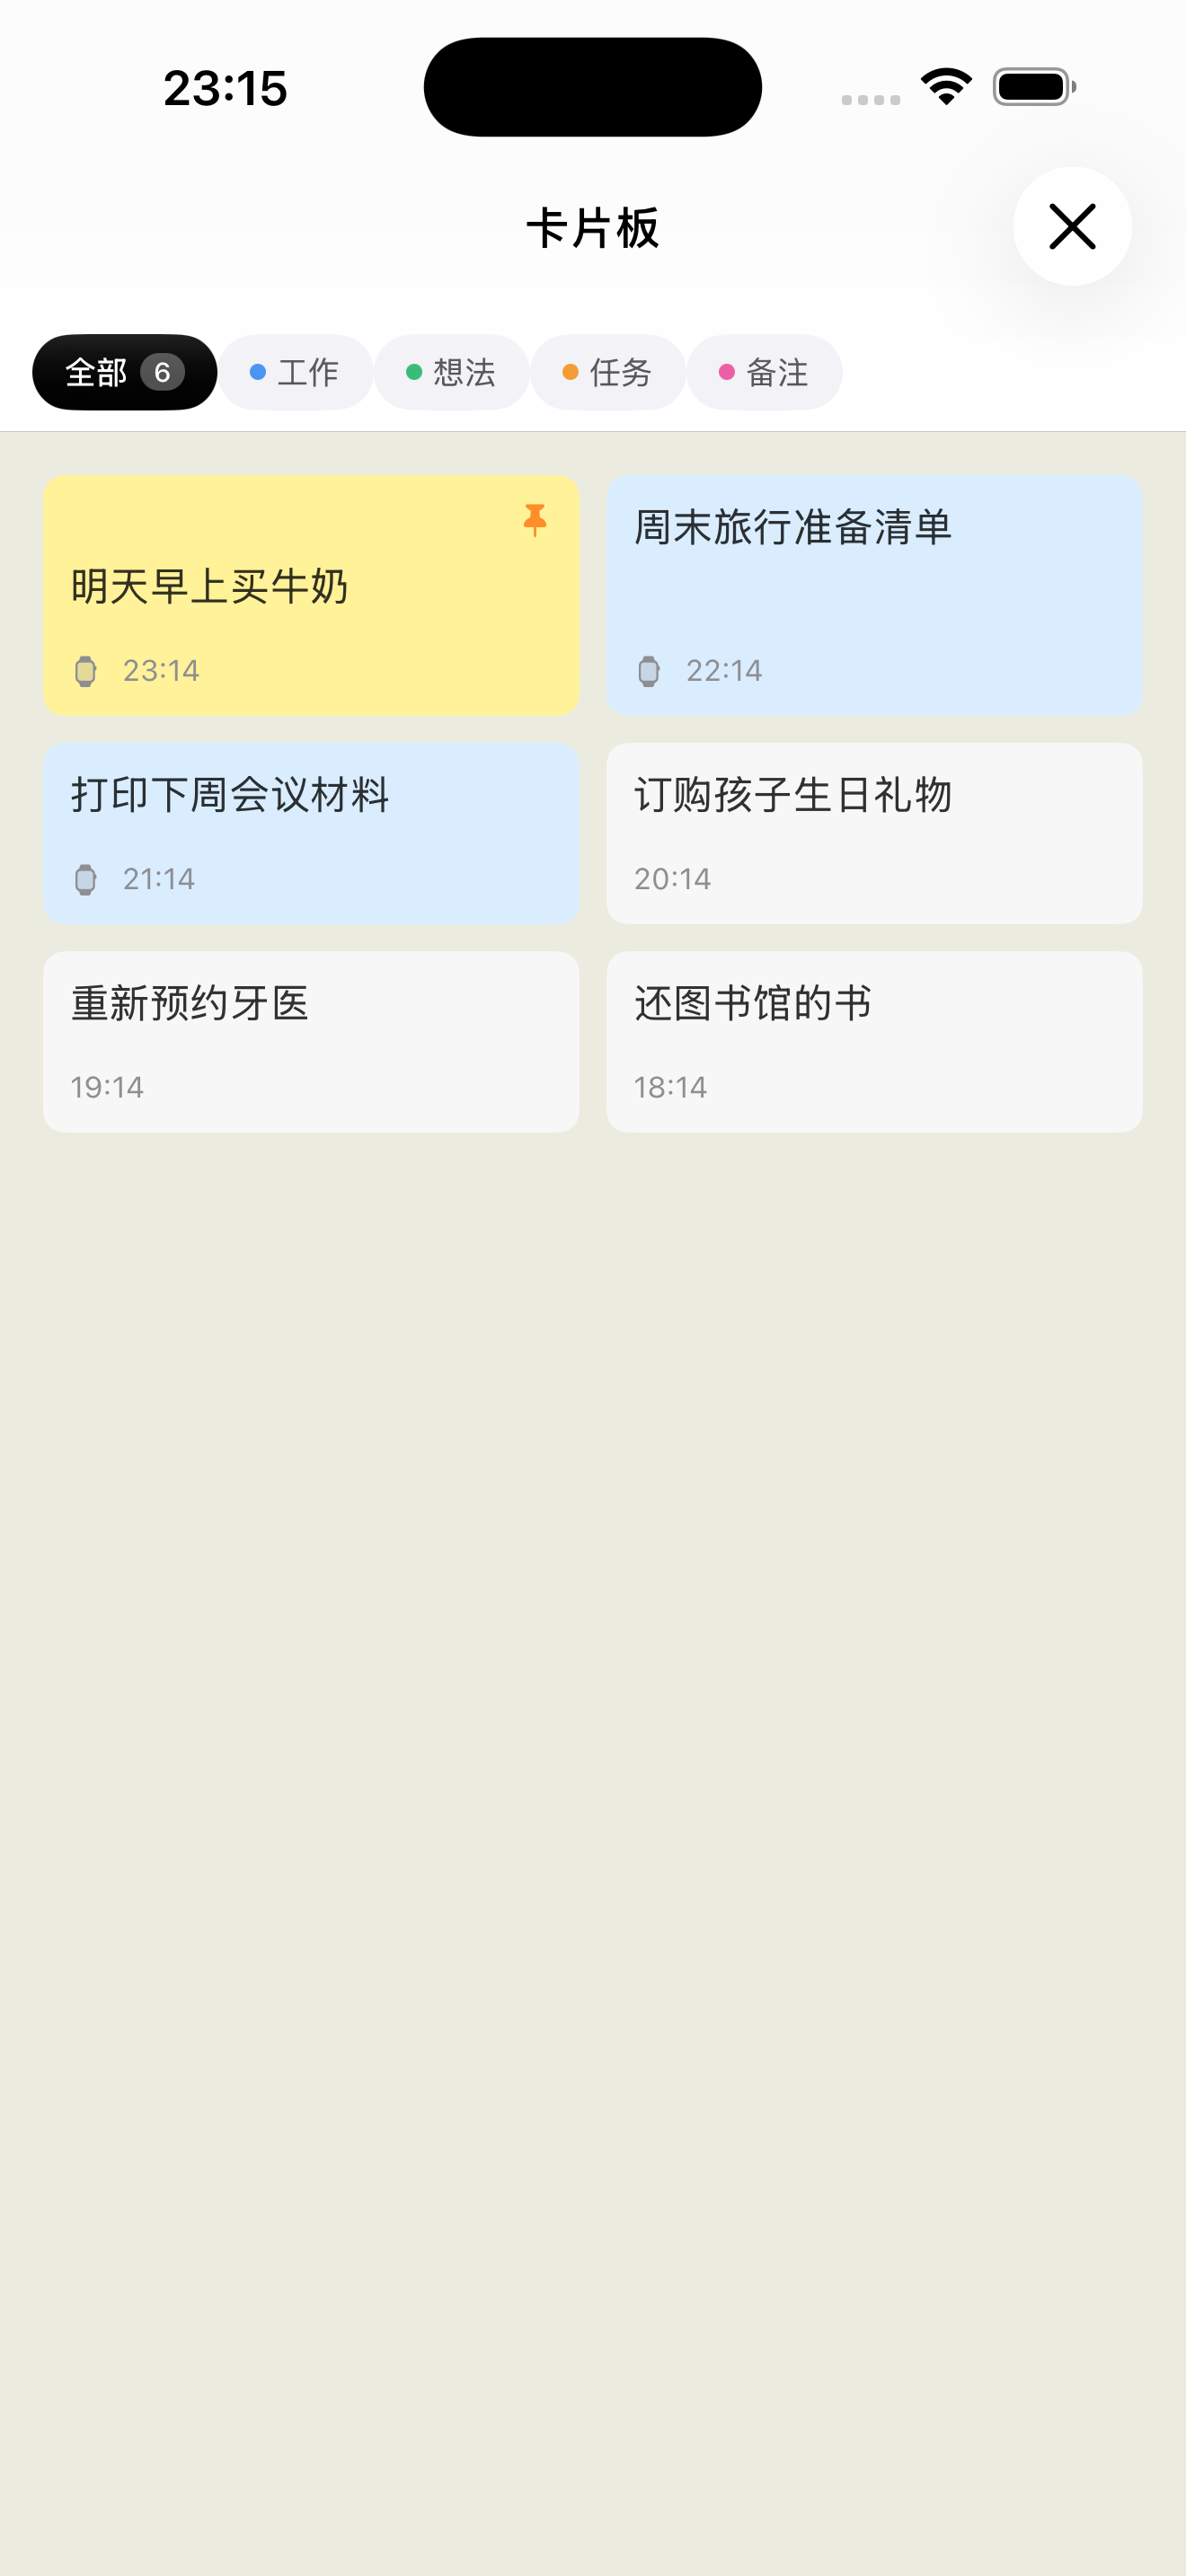 23:15
卡片板
全部 6 工作 想法 任务 备注
明天早上买牛奶
23:14
周末旅行准备清单
22:14
打印下周会议材料
21:14
订购孩子生日礼物
20:14
重新预约牙医
19:14
还图书馆的书
18:14